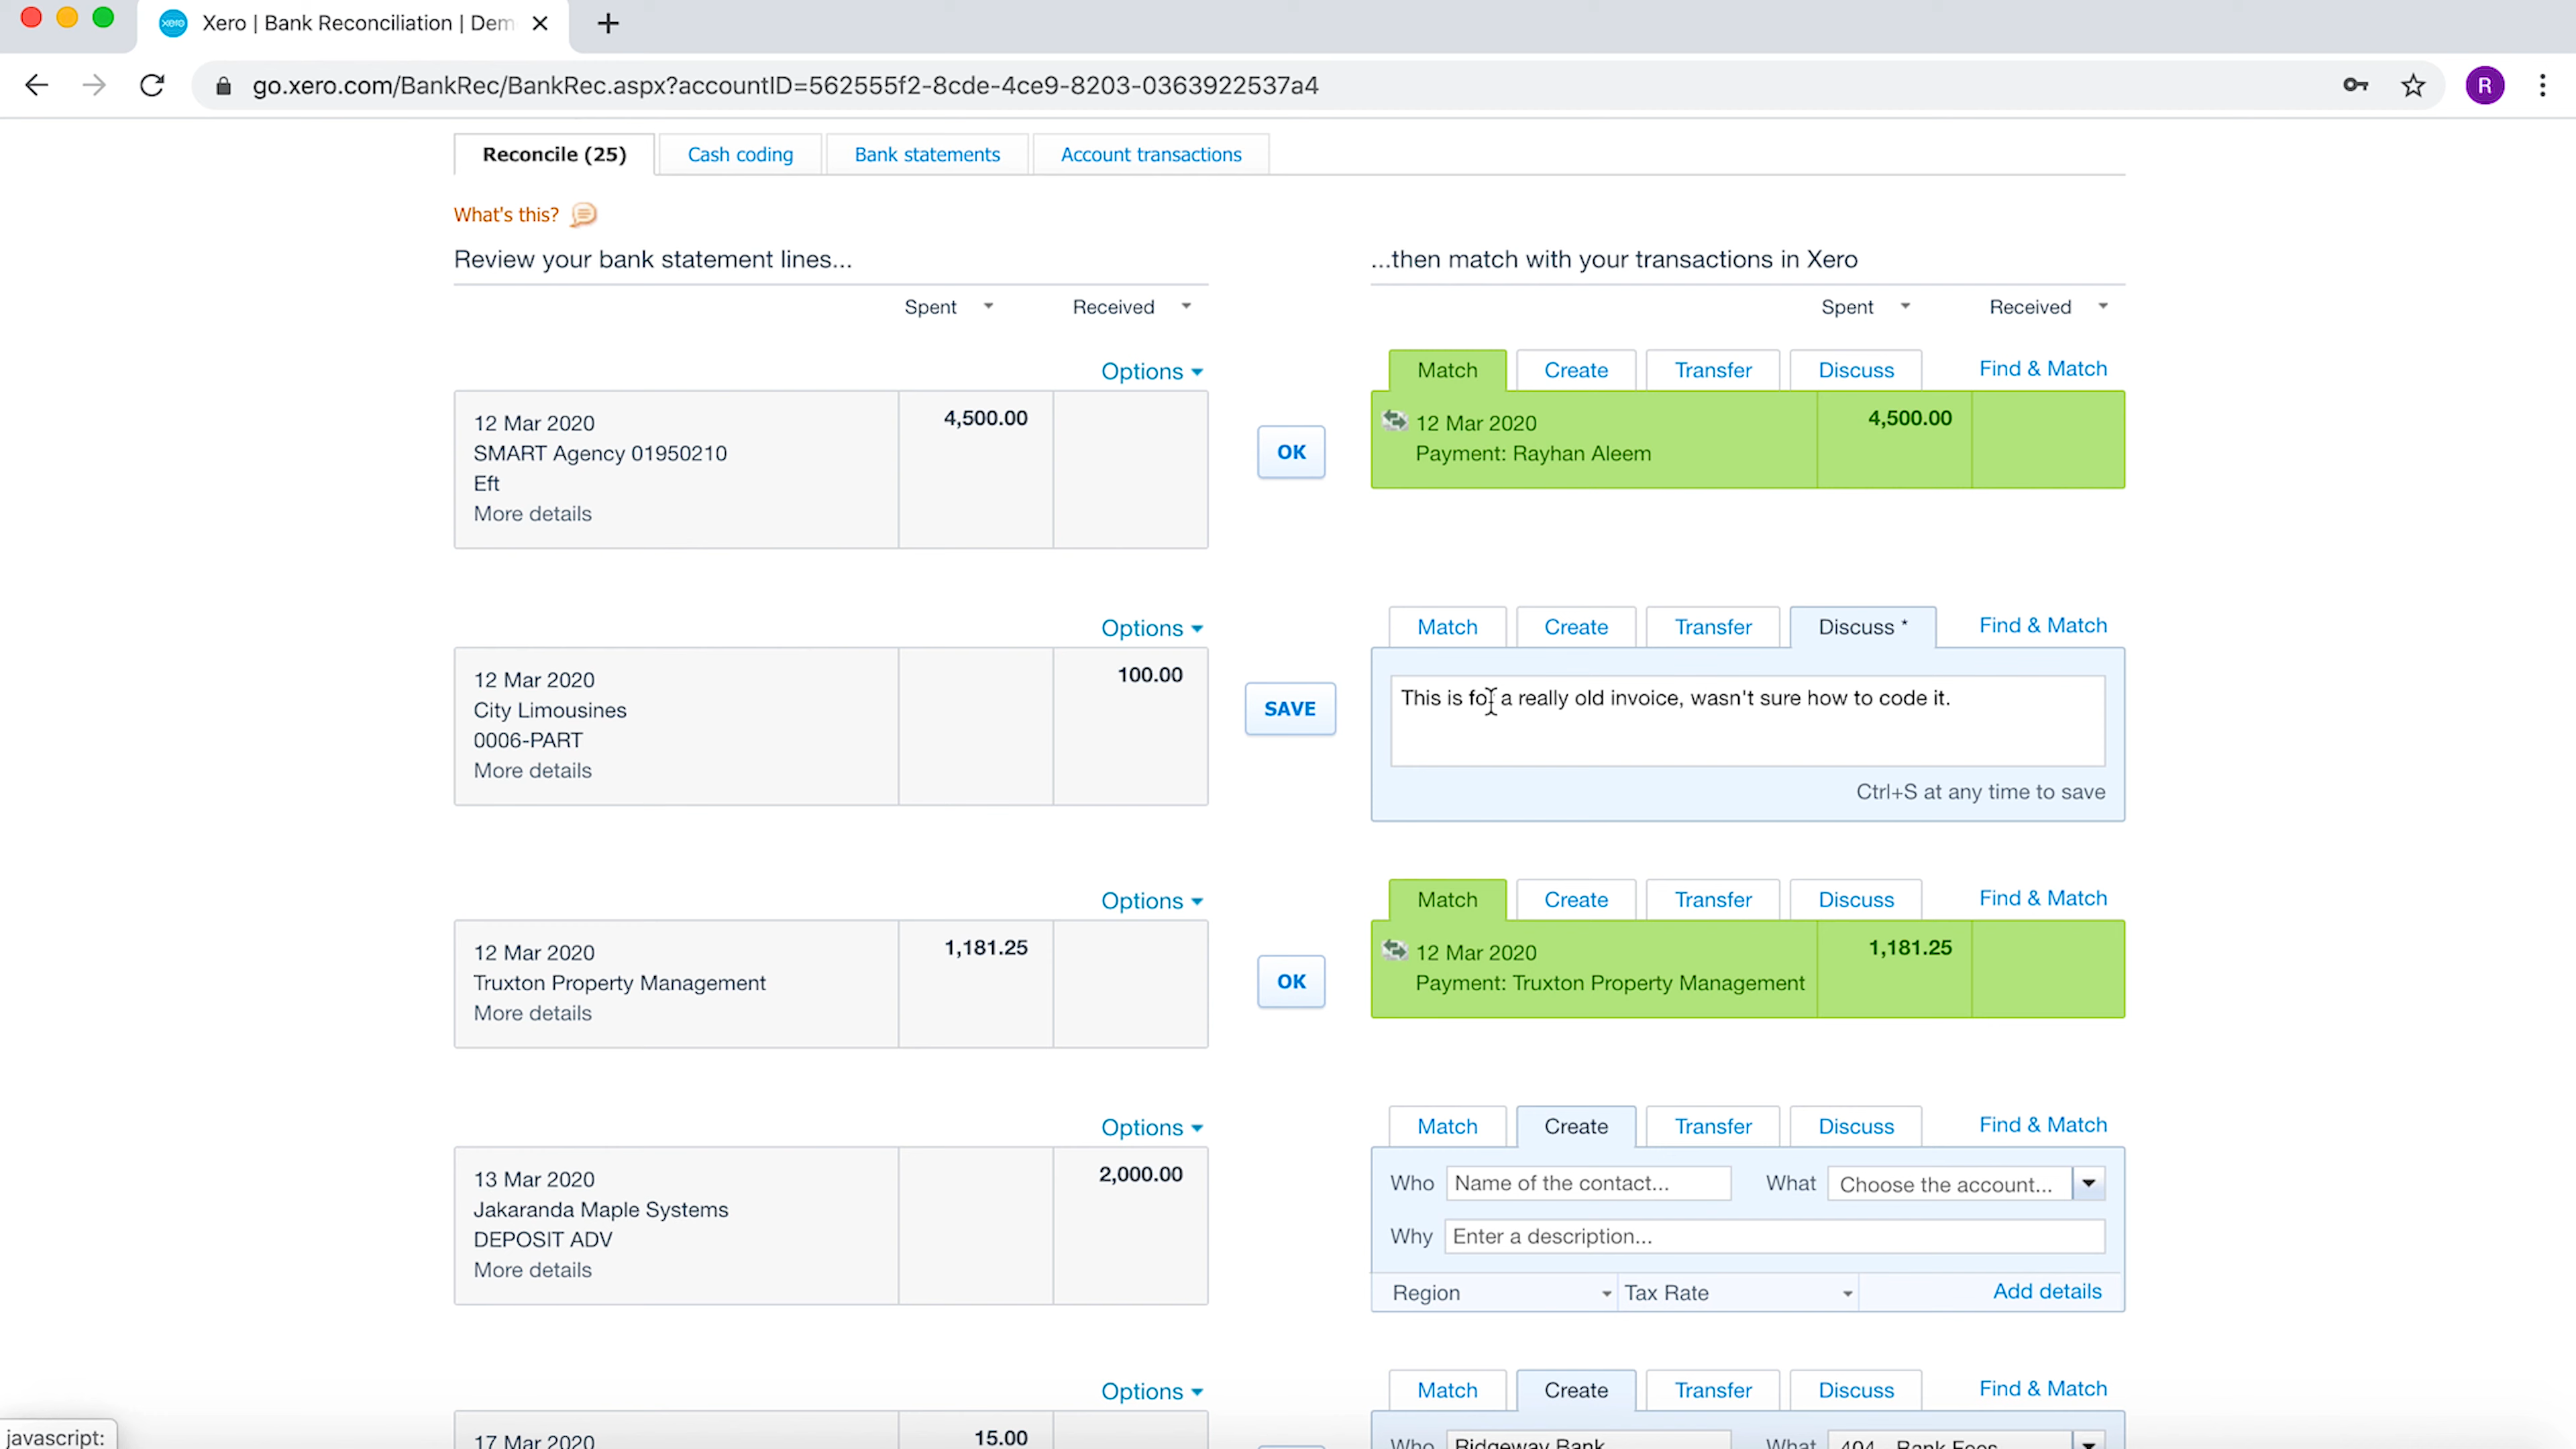 Xero | Bank Reconciliation | Dem
go.xero.com/BankRec/BankRec.aspx?accountID=562555f2-8cde-4ce9-8203-0363922537a4
R
Reconcile (25) Cash coding Bank statements Account transactions
What's this?
Review your bank statement lines...
...then match with your transactions in Xero
Spent Received
Spent Received
Options
Match Create Transfer Discuss Find & Match
12 Mar 2020 4,500.00
SMART Agency 01950210
Eft
More details
OK
12 Mar 2020 4,500.00
Payment: Rayhan Aleem
Options
Match Create Transfer Discuss * Find & Match
12 Mar 2020 100.00
City Limousines
0006-PART
More details
SAVE
This is for a really old invoice, wasn't sure how to code it.
Ctrl+S at any time to save
Options
Match Create Transfer Discuss Find & Match
12 Mar 2020 1,181.25
Truxton Property Management
More details
OK
12 Mar 2020 1,181.25
Payment: Truxton Property Management
Options
Match Create Transfer Discuss Find & Match
13 Mar 2020 2,000.00
Jakaranda Maple Systems
DEPOSIT ADV
More details
Who Name of the contact... What Choose the account...
Why Enter a description...
Region Tax Rate Add details
Options
Match Create Transfer Discuss Find & Match
17 Mar 2020 15.00
Who Ridgeway Bank What 404 - Bank Fees
javascript: